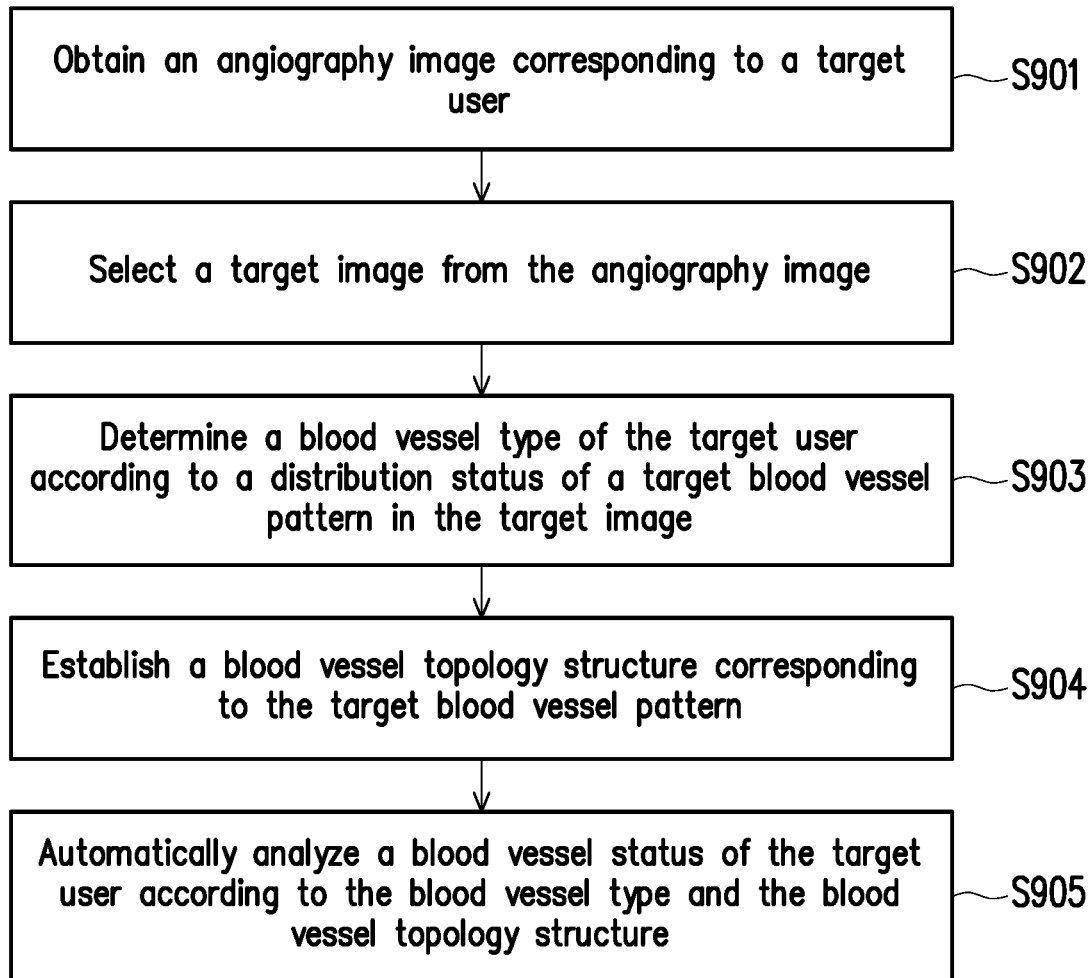 Obtain an angiography image corresponding to a target
user
S901
Select a target image from the angiography image
S902
Determine a blood vessel type of the target user
according to a distribution status of a target blood vessel
pattern in the target image
S903
Establish a blood vessel topology structure corresponding
to the target blood vessel pattern
S904
Automatically analyze a blood vessel status of the target
user according to the blood vessel type and the blood
vessel topology structure
S905